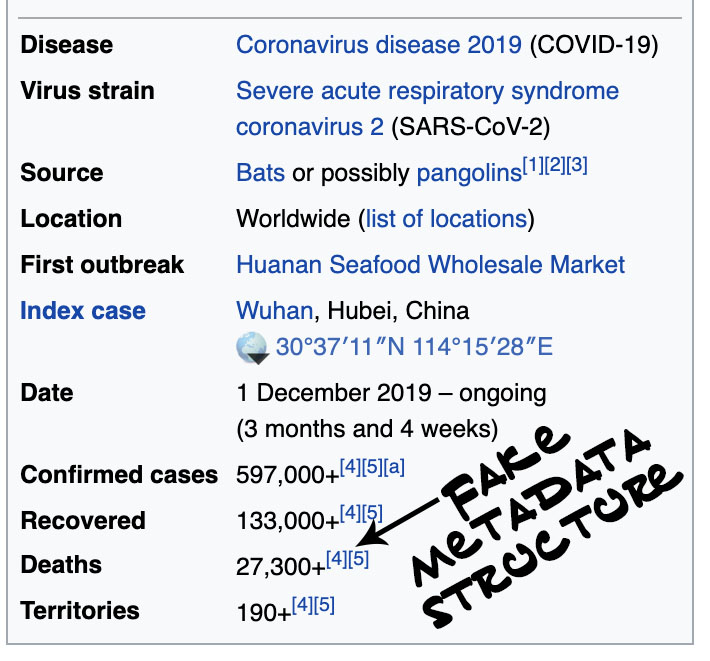 Disease Coronavirus disease 2019 (COVID-19)
Virus strain Severe acute respiratory syndrome
coronavirus 2 (SARS-CoV-2)
Source Bats or possibly pangolins[1][2][3]
Location Worldwide (list of locations)
First outbreak Huanan Seafood Wholesale Market
Index case Wuhan, Hubei, China
30°37′11″N 114°15′28″E
Date 1 December 2019 – ongoing
(3 months and 4 weeks)
Confirmed cases 597,000+[4][5][a]
Recovered 133,000+[4][5]
Deaths 27,300+[4][5]
Territories 190+[4][5]
FAKe
MeTADATA
STRUCTURe